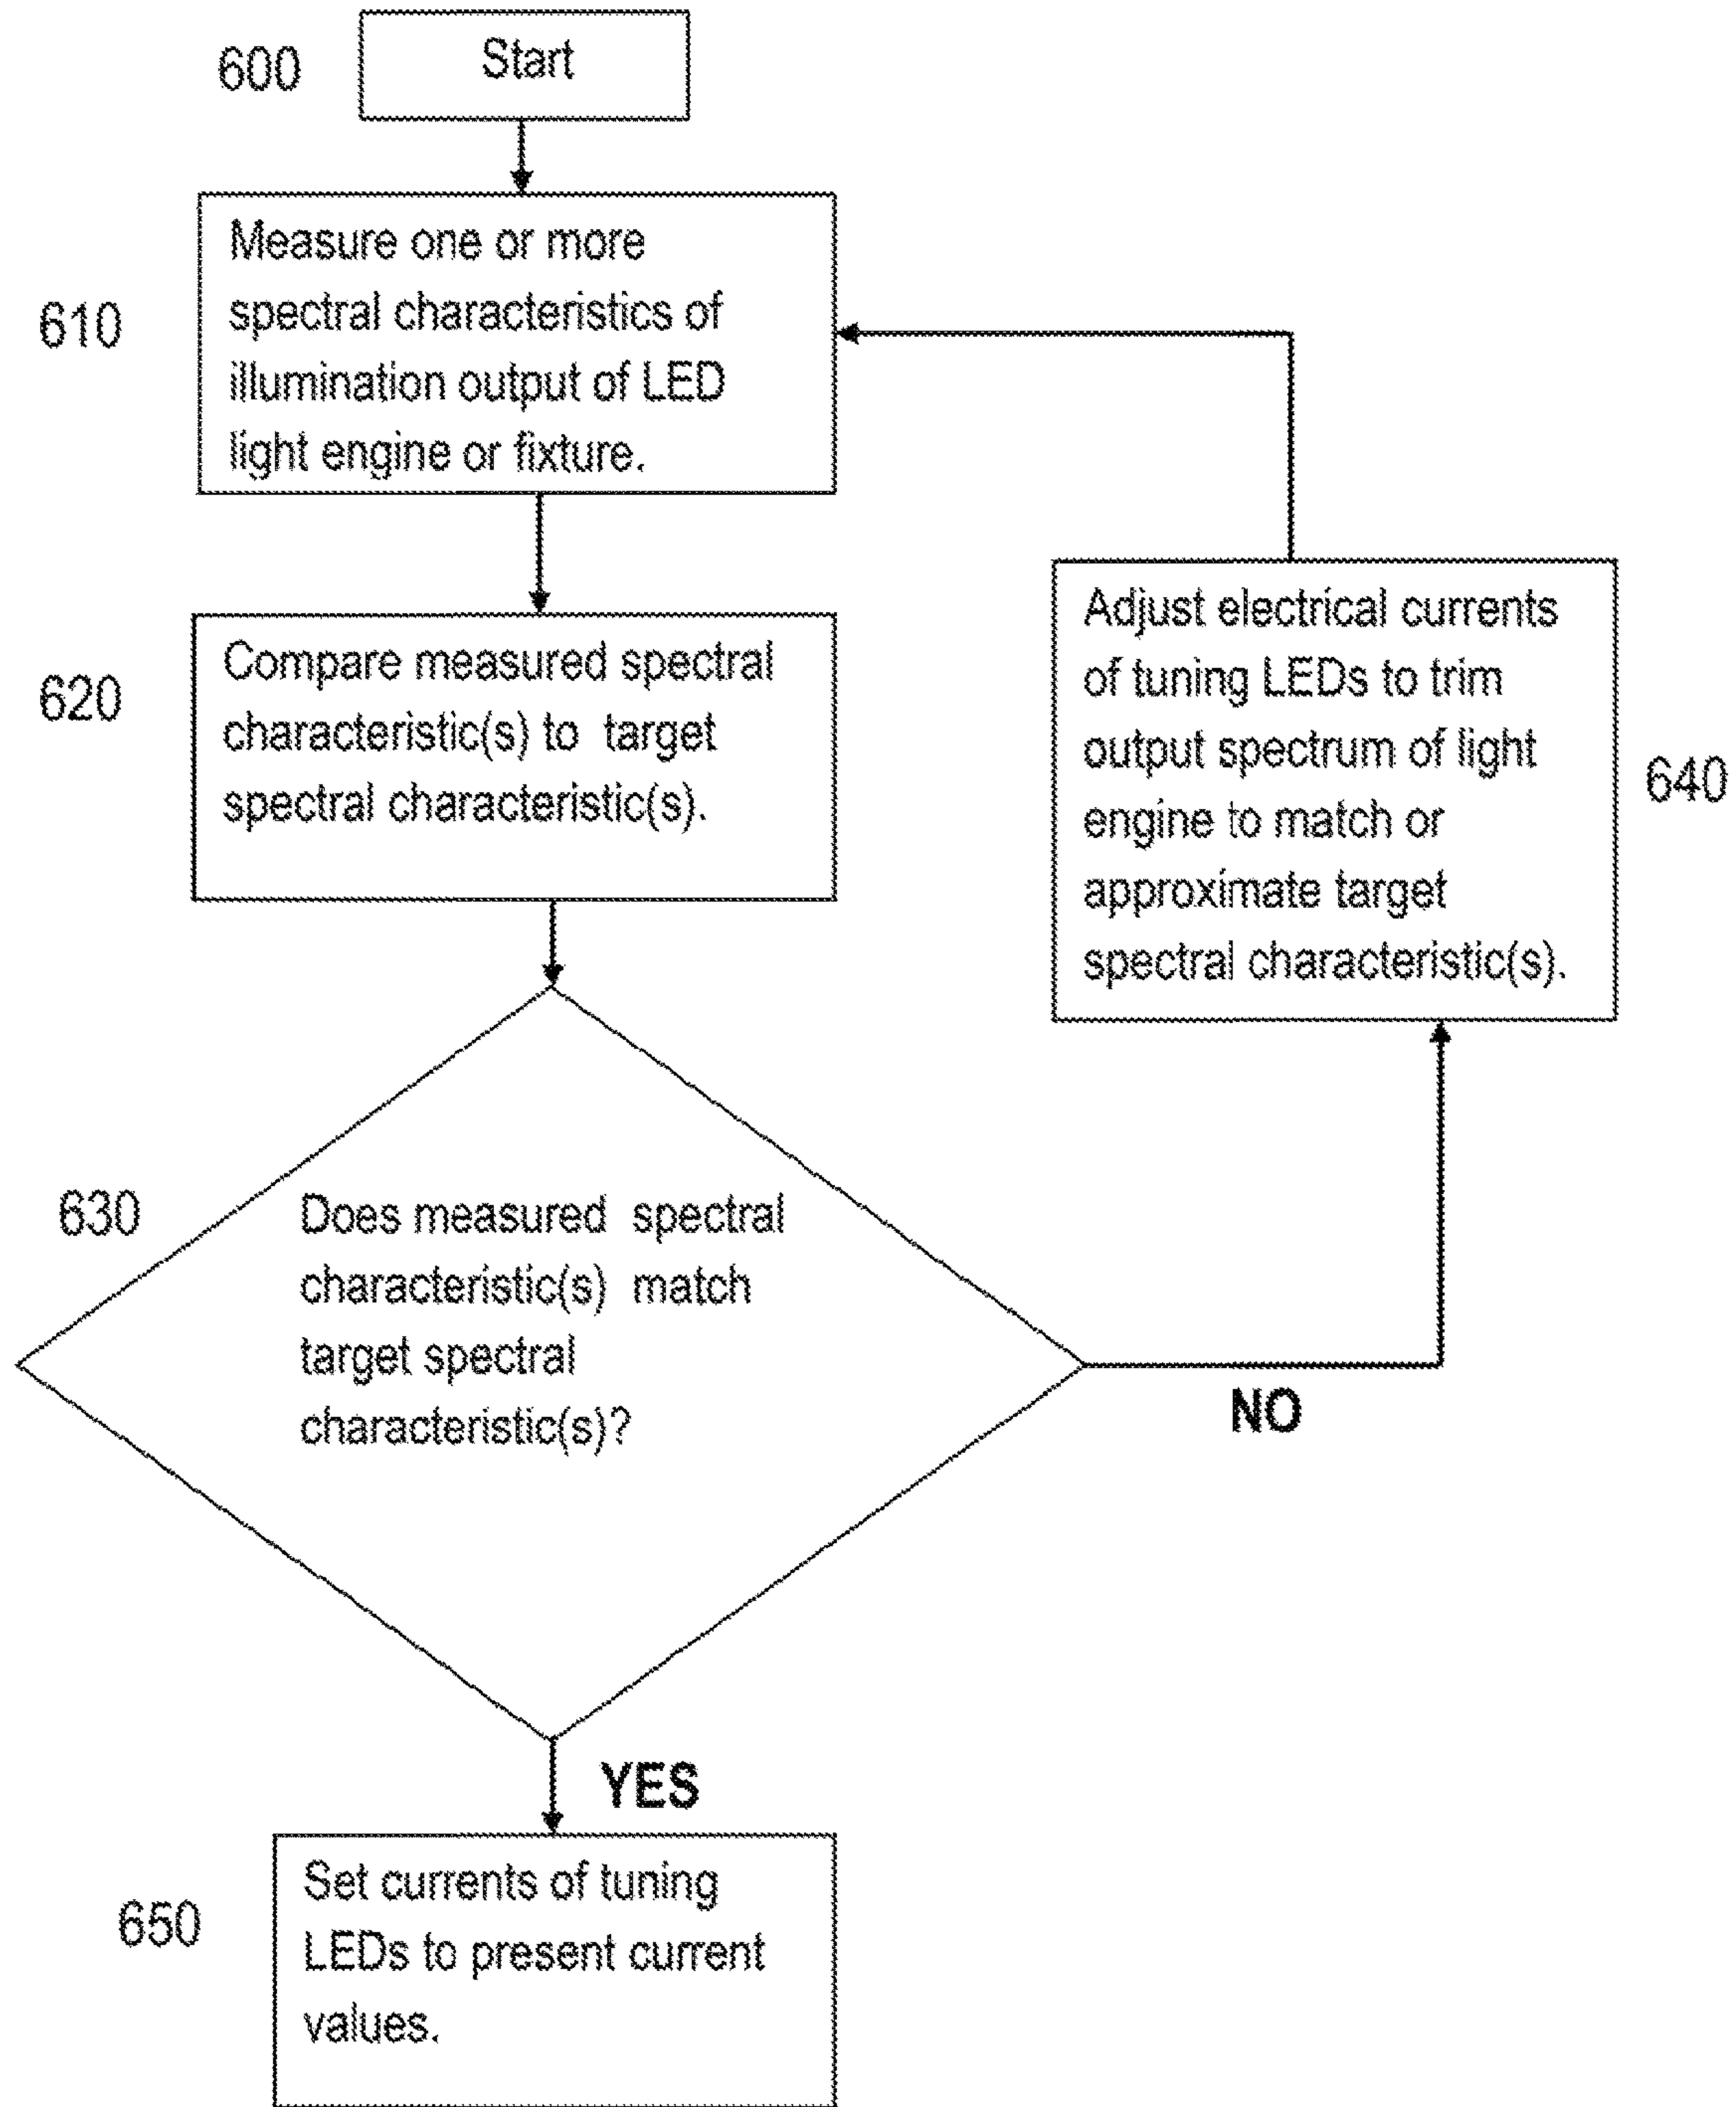 600
Start
610
Measure one or more
spectral characteristics of
illumination output of LED
light engine or fixture.
620
Compare measured spectral
characteristic(s) to target
spectral characteristic(s).
Adjust electrical currents
of tuning LEDs to trim
output spectrum of light
engine to match or
approximate target
spectral characteristic(s).
640
630
Does measured spectral
characteristic(s) match
target spectral
characteristic(s)?
NO
YES
650
Set currents of tuning
LEDs to present current
values.